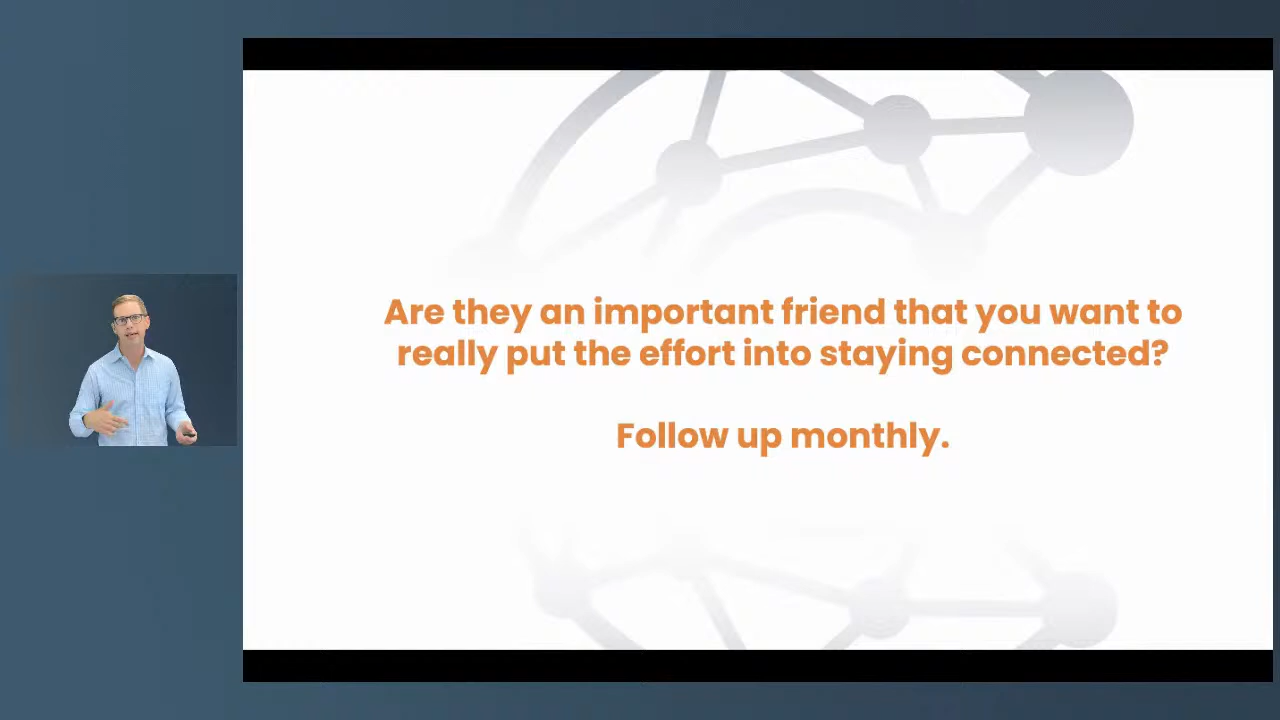 Are they an important friend that you want to
really put the effort into staying connected?
Follow up monthly.